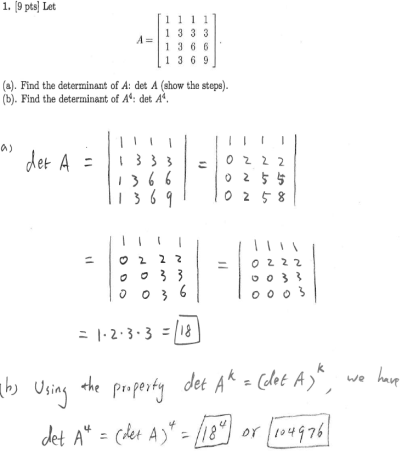 1. [9 pts] Let
A = [ 1 1 1 1
1 3 3 3
1 3 6 6
1 3 6 9 ] .
(a). Find the determinant of A: det A (show the steps).
(b). Find the determinant of A⁴: det A⁴.
a) det A = | 1 1 1 1 | = | 1 1 1 1 |
| 1 3 3 3 | | 0 2 2 2 |
| 1 3 6 6 | | 0 2 5 5 |
| 1 3 6 9 | | 0 2 5 8 |
= | 1 1 1 1 | = | 1 1 1 1 |
| 0 2 2 2 | | 0 2 2 2 |
| 0 0 3 3 | | 0 0 3 3 |
| 0 0 3 6 | | 0 0 0 3 |
= 1·2·3·3 = 18
(b) Using the property det Aᵏ = (det A)ᵏ, we have
det A⁴ = (det A)⁴ = 18⁴ or 104976